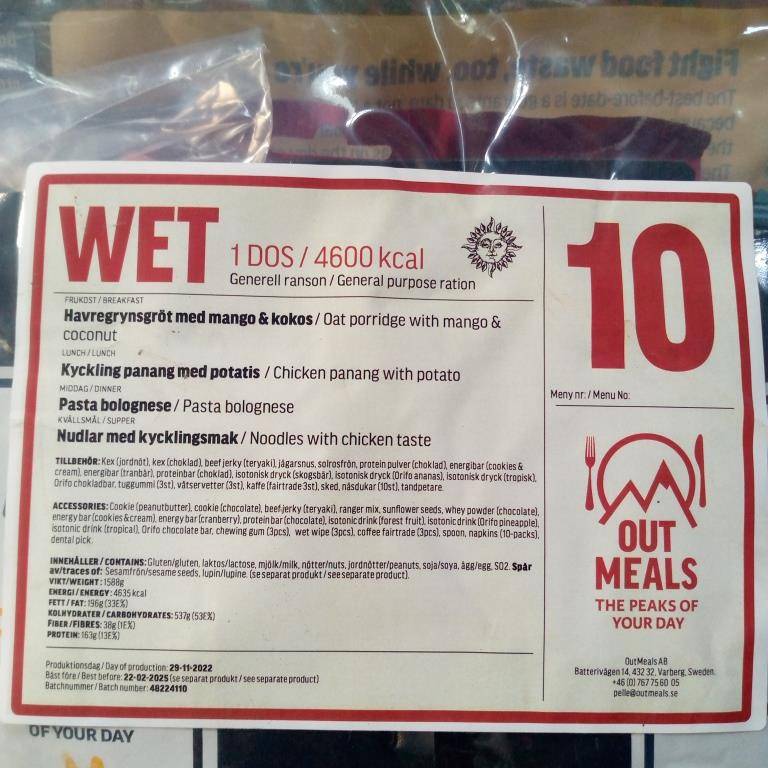 Fight food waste, too, while you're
The best-before-date is a
WET
1 DOS / 4600 kcal
Generell ranson / General purpose ration
FRUKOST / BREAKFAST
Havregrynsgröt med mango & kokos / Oat porridge with mango &
coconut
LUNCH / LUNCH
Kyckling panang med potatis / Chicken panang with potato
MIDDAG / DINNER
Pasta bolognese / Pasta bolognese
KVÄLLSMÅL / SUPPER
Nudlar med kycklingsmak / Noodles with chicken taste
TILLBEHÖR: Kex (jordnöt), kex (choklad), beef jerky (teryaki), jägarsnus, solrosfrön, protein pulver (choklad), energibar (cookies &
cream), energibar (tranbär), proteinbar (choklad), isotonisk dryck (skogsbär), isotonisk dryck (Orifo ananas), isotonisk dryck (tropisk),
Orifo chokladbar, tuggummi (3st), våtservetter (3st), kaffe (fairtrade 3st), sked, näsdukar (10st), tandpetare.
ACCESSORIES: Cookie (peanutbutter), cookie (chocolate), beef jerky (teryaki), ranger mix, sunflower seeds, whey powder (chocolate),
energy bar (cookies & cream), energy bar (cranberry), protein bar (chocolate), isotonic drink (forest fruit), isotonic drink (Orifo pineapple),
isotonic drink (tropical), Orifo chocolate bar, chewing gum (3pcs), wet wipe (3pcs), coffee fairtrade (3pcs), spoon, napkins (10-packs),
dental pick.
INNEHÅLLER / CONTAINS: Gluten/gluten, laktos/lactose, mjölk/milk, nötter/nuts, jordnötter/peanuts, soja/soya, ägg/egg, SO2. Spår
av/traces of: Sesamfrön/sesame seeds, lupin/lupine. (se separat produkt / see separate product).
VIKT/WEIGHT: 1588g
ENERGI / ENERGY: 4635 kcal
FETT / FAT: 196g (33E%)
KOLHYDRATER / CARBOHYDRATES: 537g (53E%)
FIBER / FIBRES: 38g (1E%)
PROTEIN: 163g (13E%)
Produktionsdag / Day of production: 29-11-2022
Bäst före / Best before: 22-02-2025 (se separat produkt / see separate product)
Batchnummer / Batch number: 48224110
10
Meny nr: / Menu No:
OUT
MEALS
THE PEAKS OF
YOUR DAY
OutMeals AB
Batterivägen 14, 432 32, Varberg, Sweden.
+46 (0) 767 75 60 05
pelle@outmeals.se
OF YOUR DAY